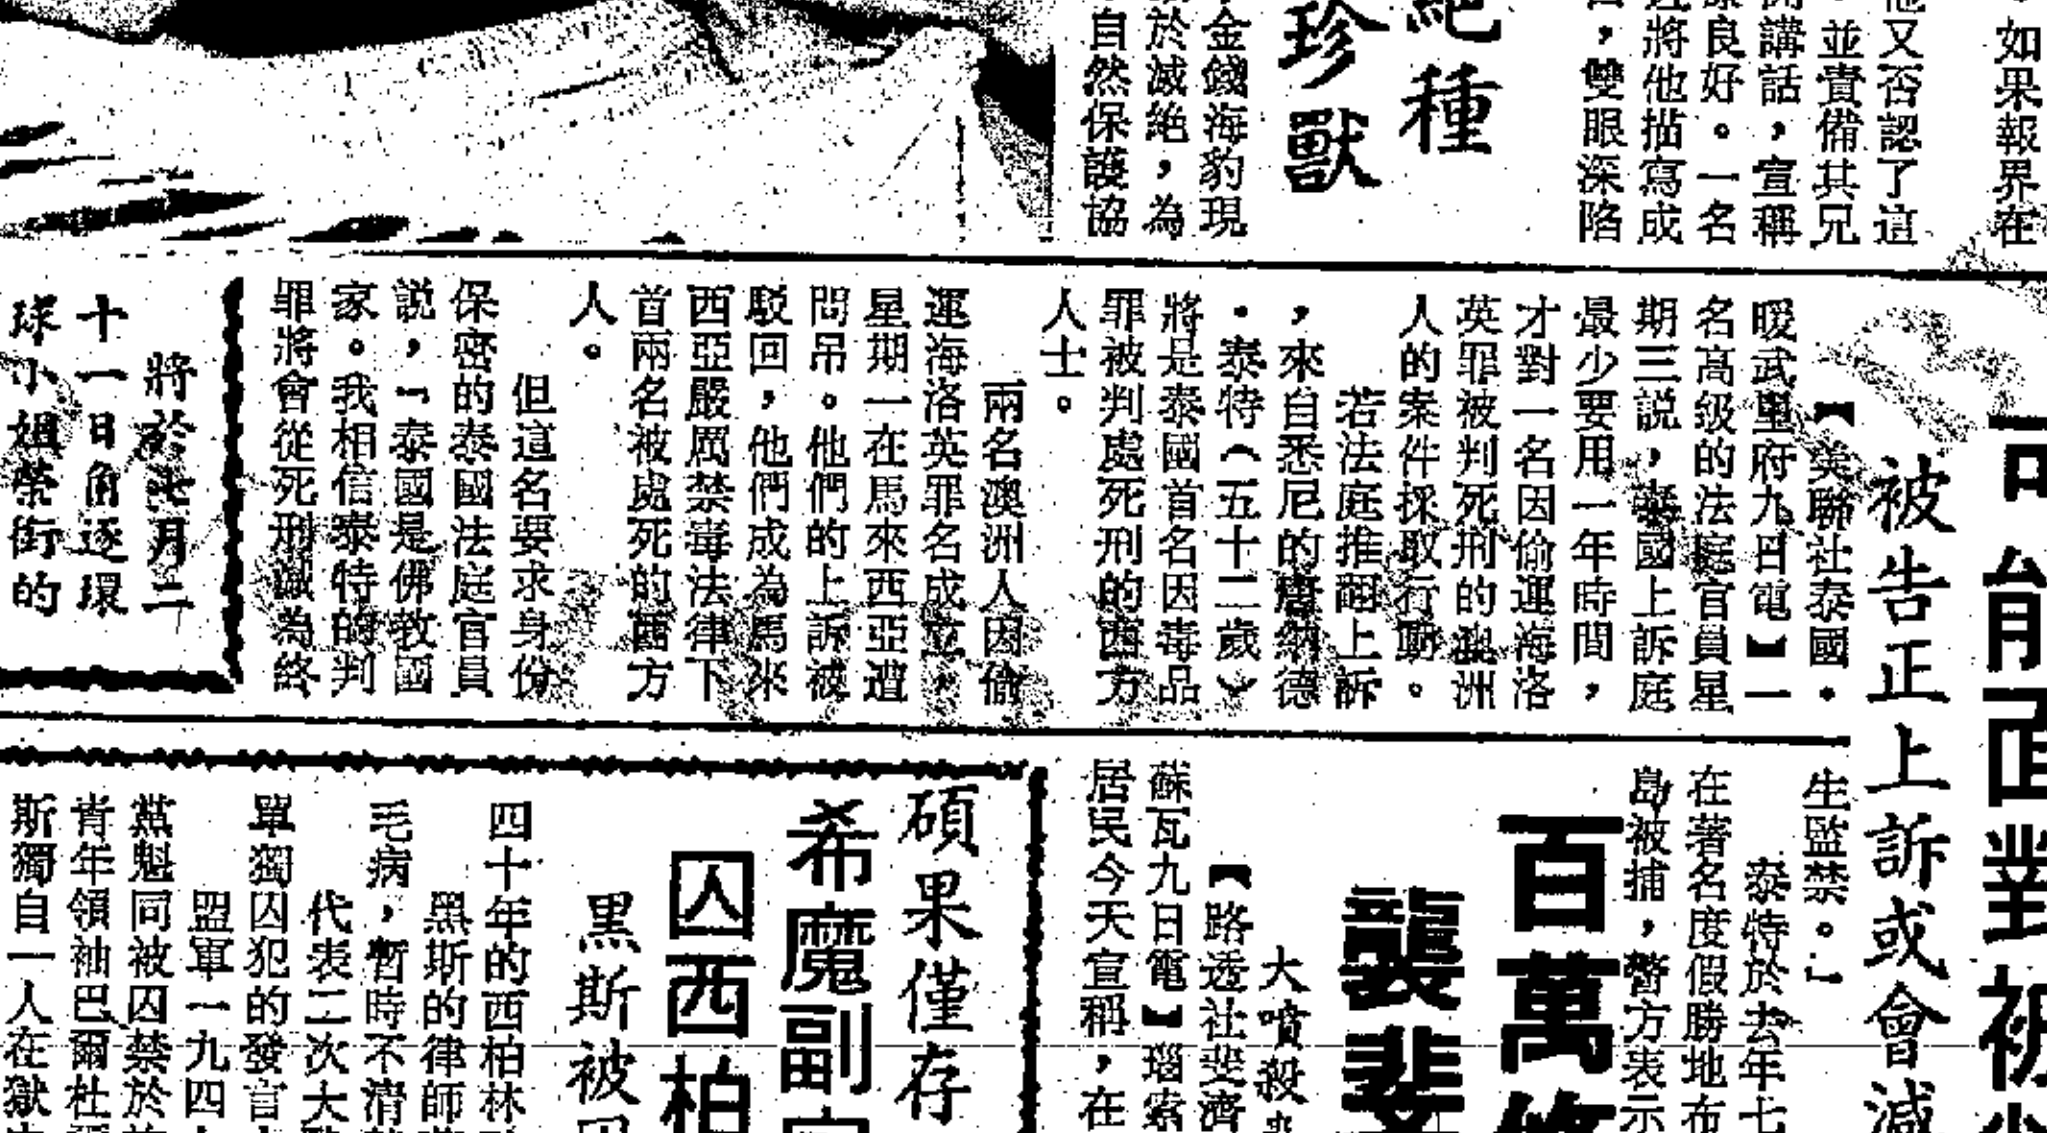 如果報界在
他又否認了這
，並責備其兄
開講話，宣稱
康良好。一名
近將他描寫成
，雙眼深陷
絕種
珍獸
金錢海豹現
於滅絕，為
自然保護協
可能面對
被告正上訴或會減
【美聯社泰國・
暖武里府九日電】一
名高級的法庭官員星
期三說，泰國上訴庭
最少要用一年時間，
才對一名因偷運海洛
英罪被判死刑的澳洲
人的案件採取行動。
若法庭推翻上訴
，來自悉尼的唐納德
・泰特（五十二歲）
將是泰國首名因毒品
罪被判處死刑的西方
人士。
兩名澳洲人因偷
運海洛英罪名成立，
星期一在馬來西亞遭
問吊。他們的上訴被
駁回，他們成為馬來
西亞嚴厲禁毒法律下
首兩名被處死的西方
人。
但這名要求身份
保密的泰國法庭官員
說，「泰國是佛教國
家。我相信泰特的判
罪將會從死刑減為終
生監禁。」
泰特於去年七
在著名度假勝地布
島被捕，警方表示
將於七月二
十一日角逐環
球小姐榮銜的
百萬
襲斐
大噴殺
【路透社斐濟
蘇瓦九日電】瑙索
居民今天宣稱，在
碩果僅存
希魔副
囚西柏
黑斯被囚
四十年的西柏林
黑斯的律師
毛病，暫時不清
代表二次大
單獨囚犯的發言
盟軍一九四
黨魁同被囚禁於
青年領袖巴爾杜
斯獨自一人在獄